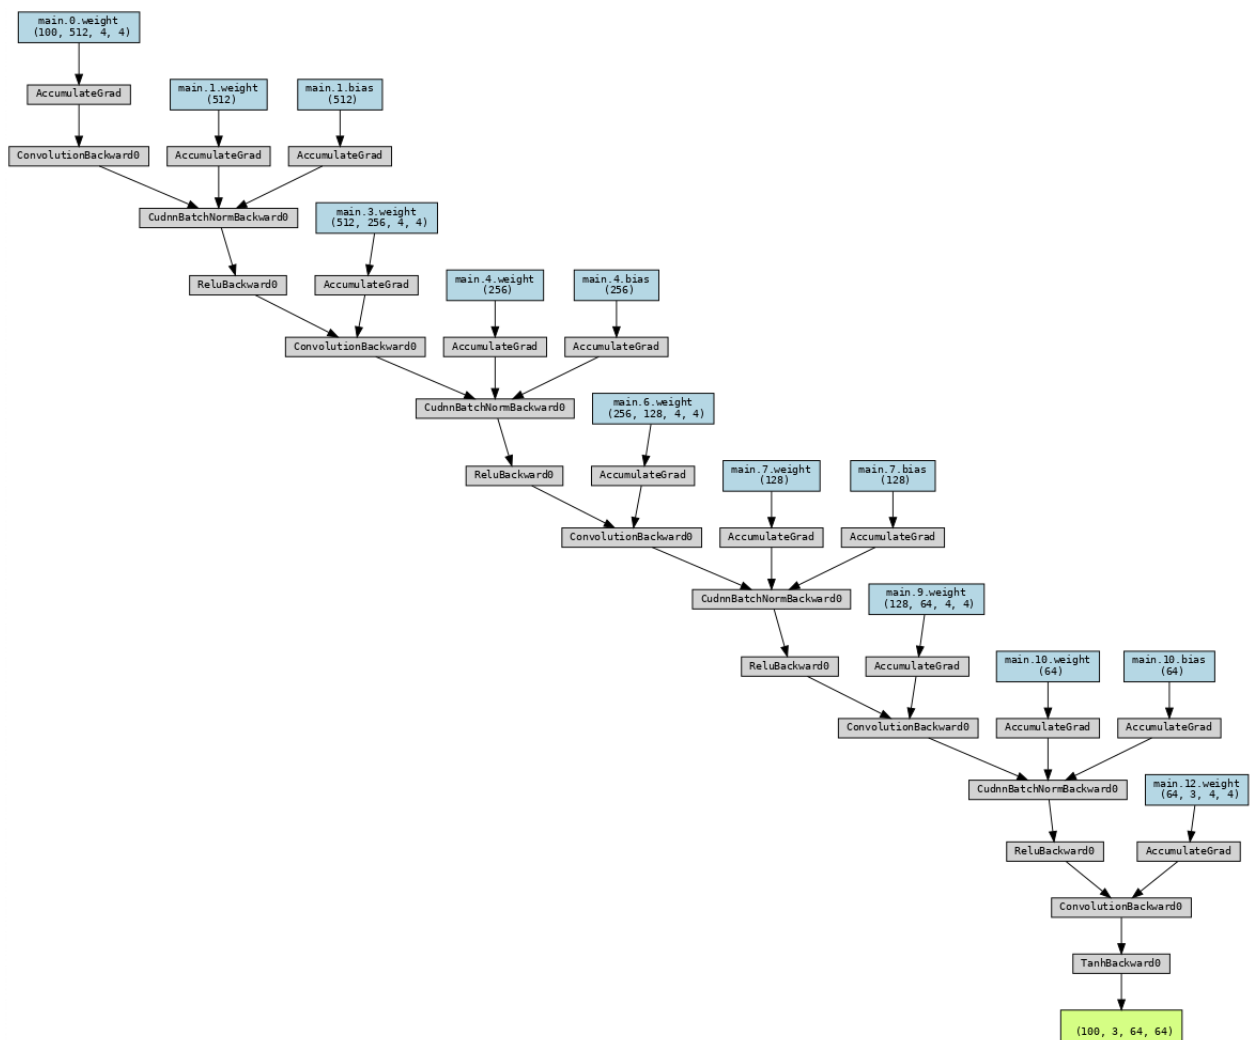 main.0.weight
(100, 512, 4, 4)
AccumulateGrad
main.1.weight
(512)
main.1.bias
(512)
ConvolutionBackward0
AccumulateGrad
AccumulateGrad
CudnnBatchNormBackward0
main.3.weight
(512, 256, 4, 4)
ReluBackward0
AccumulateGrad
main.4.weight
(256)
main.4.bias
(256)
ConvolutionBackward0
AccumulateGrad
AccumulateGrad
CudnnBatchNormBackward0
main.6.weight
(256, 128, 4, 4)
ReluBackward0
AccumulateGrad
main.7.weight
(128)
main.7.bias
(128)
ConvolutionBackward0
AccumulateGrad
AccumulateGrad
CudnnBatchNormBackward0
main.9.weight
(128, 64, 4, 4)
ReluBackward0
AccumulateGrad
main.10.weight
(64)
main.10.bias
(64)
ConvolutionBackward0
AccumulateGrad
AccumulateGrad
CudnnBatchNormBackward0
main.12.weight
(64, 3, 4, 4)
ReluBackward0
AccumulateGrad
ConvolutionBackward0
TanhBackward0
(100, 3, 64, 64)